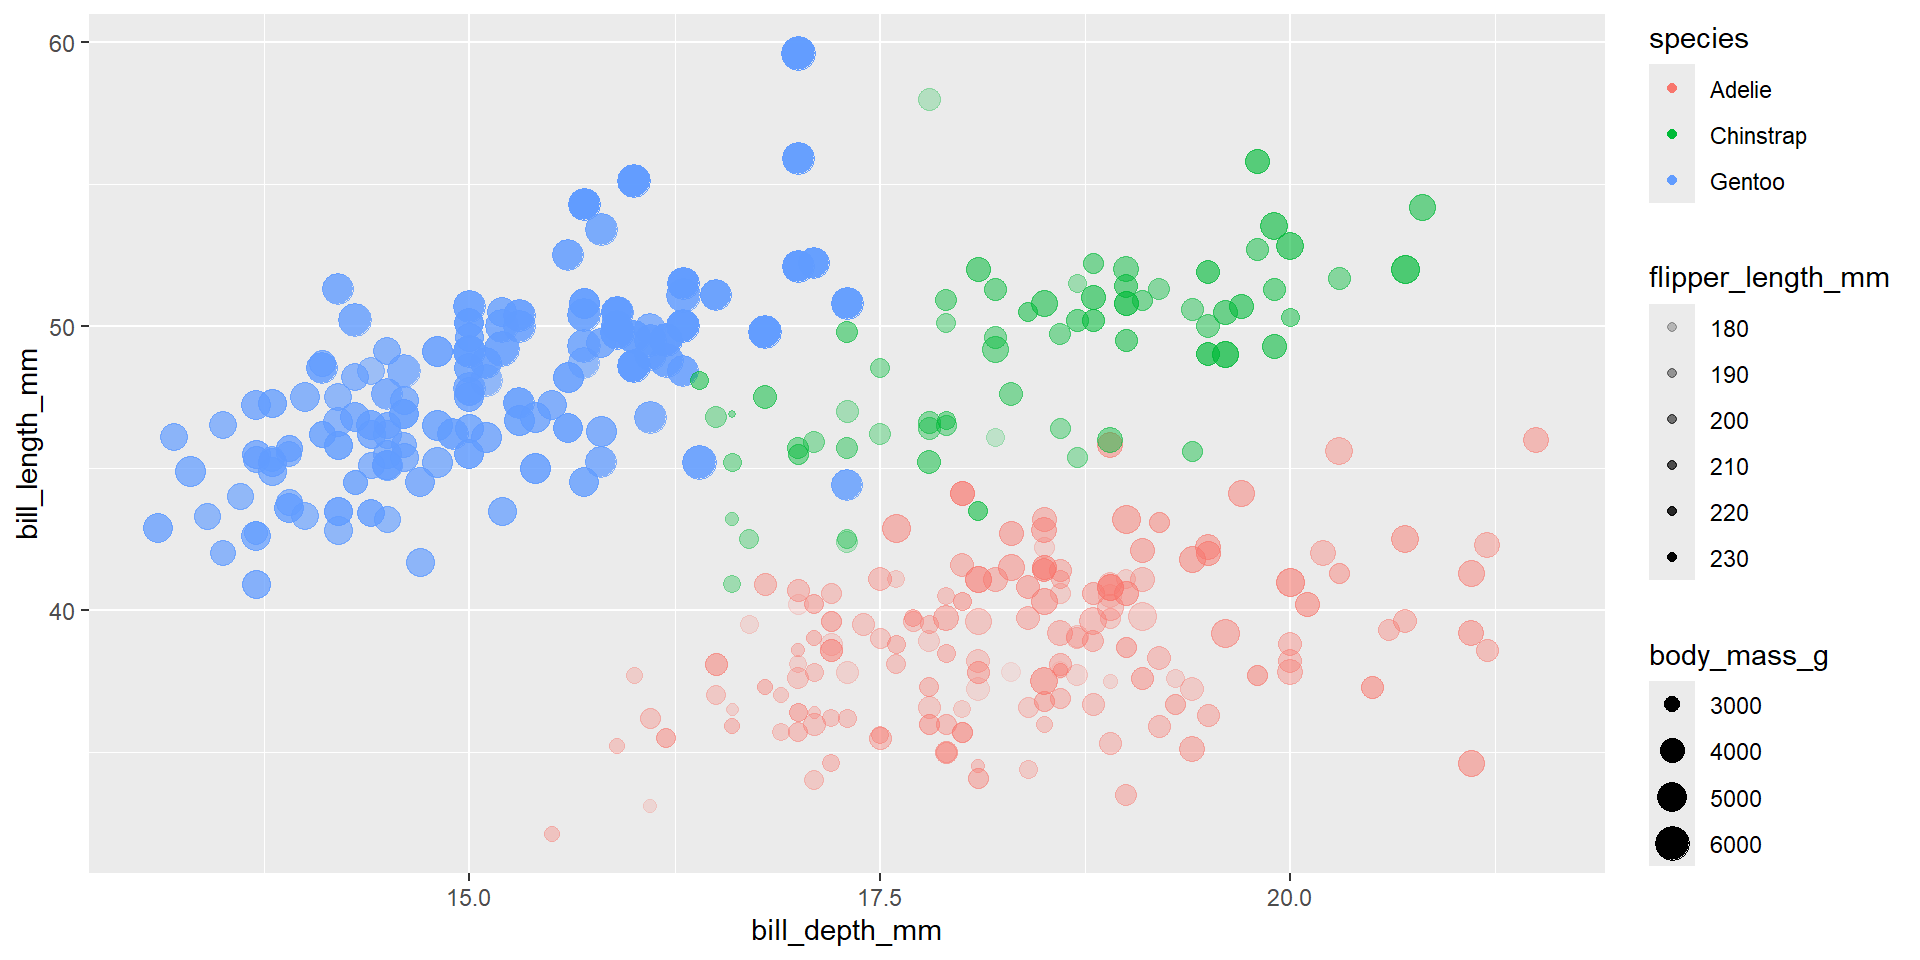 60
50
40
bill_length_mm
15.0
17.5
20.0
bill_depth_mm
species
Adelie
Chinstrap
Gentoo
flipper_length_mm
180
190
200
210
220
230
body_mass_g
3000
4000
5000
6000